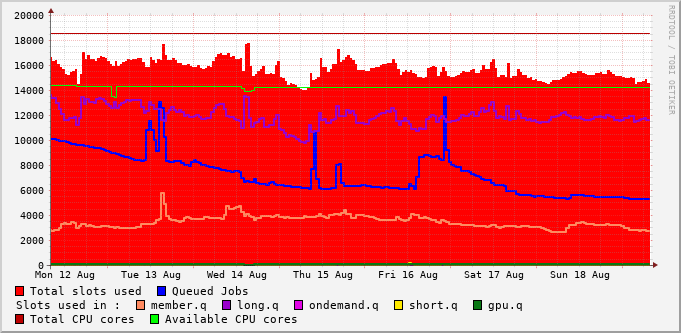 20000
18000
16000
14000
12000
10000
8000
6000
4000
2000
0
Mon 12 Aug Tue 13 Aug Wed 14 Aug Thu 15 Aug Fri 16 Aug Sat 17 Aug Sun 18 Aug
RRDTOOL / TOBI OETIKER
Total slots used Queued Jobs
Slots used in : member.q long.q ondemand.q short.q gpu.q
Total CPU cores Available CPU cores